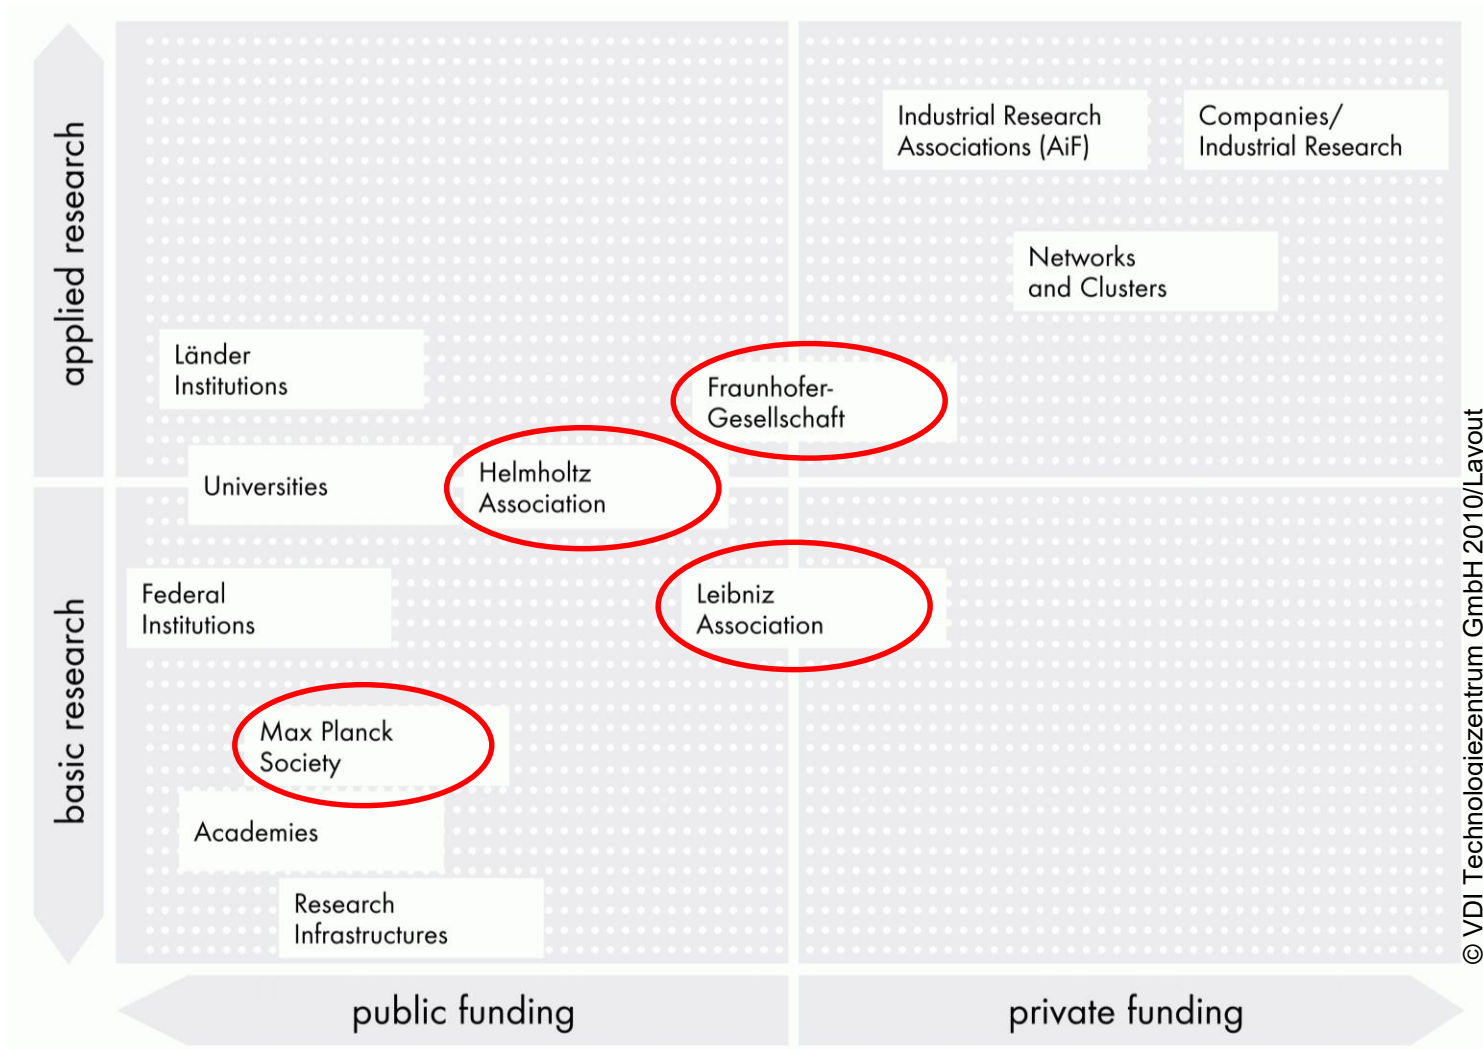 applied research
basic research
Industrial Research
Associations (AiF)
Companies/
Industrial Research
Networks
and Clusters
Länder
Institutions
Fraunhofer-
Gesellschaft
Universities
Helmholtz
Association
Federal
Institutions
Leibniz
Association
Max Planck
Society
Academies
Research
Infrastructures
public funding
private funding
© VDI Technologiezentrum GmbH 2010/Layout